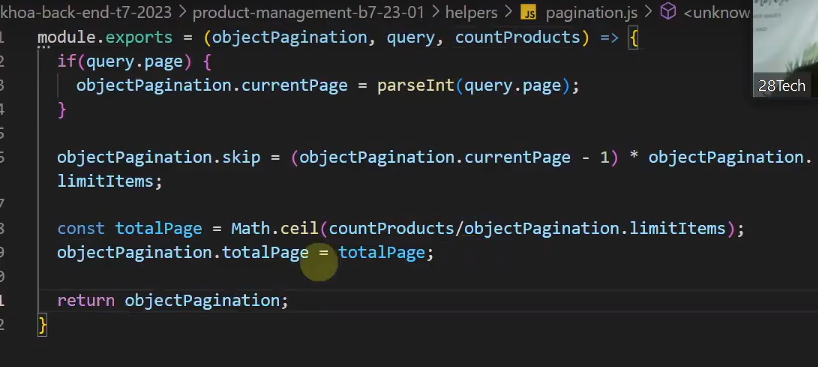 khoa-back-end-t7-2023 > product-management-b7-23-01 > helpers > JS pagination.js > <unknow
28Tech
1 module.exports = (objectPagination, query, countProducts) => {
2 if(query.page) {
3 objectPagination.currentPage = parseInt(query.page);
4 }
5
6 objectPagination.skip = (objectPagination.currentPage - 1) * objectPagination.
limitItems;
7
8 const totalPage = Math.ceil(countProducts/objectPagination.limitItems);
9 objectPagination.totalPage = totalPage;
0
1 return objectPagination;
2 }